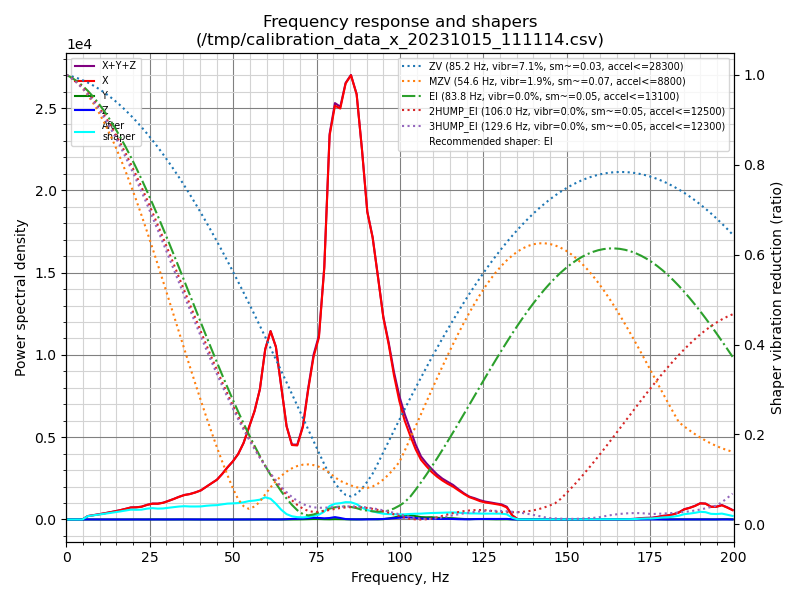 Frequency response and shapers
(/tmp/calibration_data_x_20231015_111114.csv)
1e4
X+Y+Z
X
Y
Z
After
shaper
ZV (85.2 Hz, vibr=7.1%, sm~=0.03, accel<=28300)
MZV (54.6 Hz, vibr=1.9%, sm~=0.07, accel<=8800)
EI (83.8 Hz, vibr=0.0%, sm~=0.05, accel<=13100)
2HUMP_EI (106.0 Hz, vibr=0.0%, sm~=0.05, accel<=12500)
3HUMP_EI (129.6 Hz, vibr=0.0%, sm~=0.05, accel<=12300)
Recommended shaper: EI
Power spectral density
2.5
2.0
1.5
1.0
0.5
0.0
1.0
0.8
0.6
0.4
0.2
0.0
Shaper vibration reduction (ratio)
0 25 50 75 100 125 150 175 200
Frequency, Hz